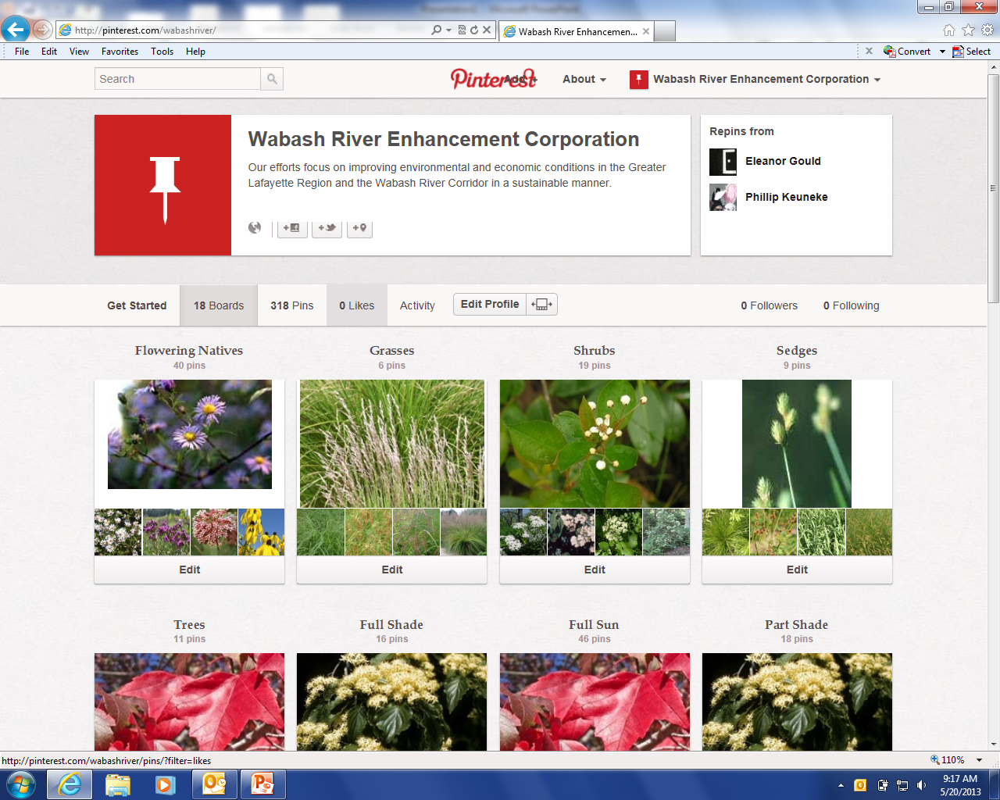 Presentation1 - Microsoft PowerPoint
http://pinterest.com/wabashriver/
Wabash River Enhancemen...
File Edit View Favorites Tools Help
Convert Select
Search
Pinterest
Add +
About
Wabash River Enhancement Corporation
Wabash River Enhancement Corporation
Our efforts focus on improving environmental and economic conditions in the Greater
Lafayette Region and the Wabash River Corridor in a sustainable manner.
Repins from
Eleanor Gould
Phillip Keuneke
Get Started
18 Boards
318 Pins
0 Likes
Activity
Edit Profile
0 Followers
0 Following
Flowering Natives
40 pins
Edit
Grasses
6 pins
Edit
Shrubs
19 pins
Edit
Sedges
9 pins
Edit
Trees
11 pins
Full Shade
16 pins
Full Sun
46 pins
Part Shade
18 pins
http://pinterest.com/wabashriver/pins/?filter=likes
110%
9:17 AM
5/20/2013